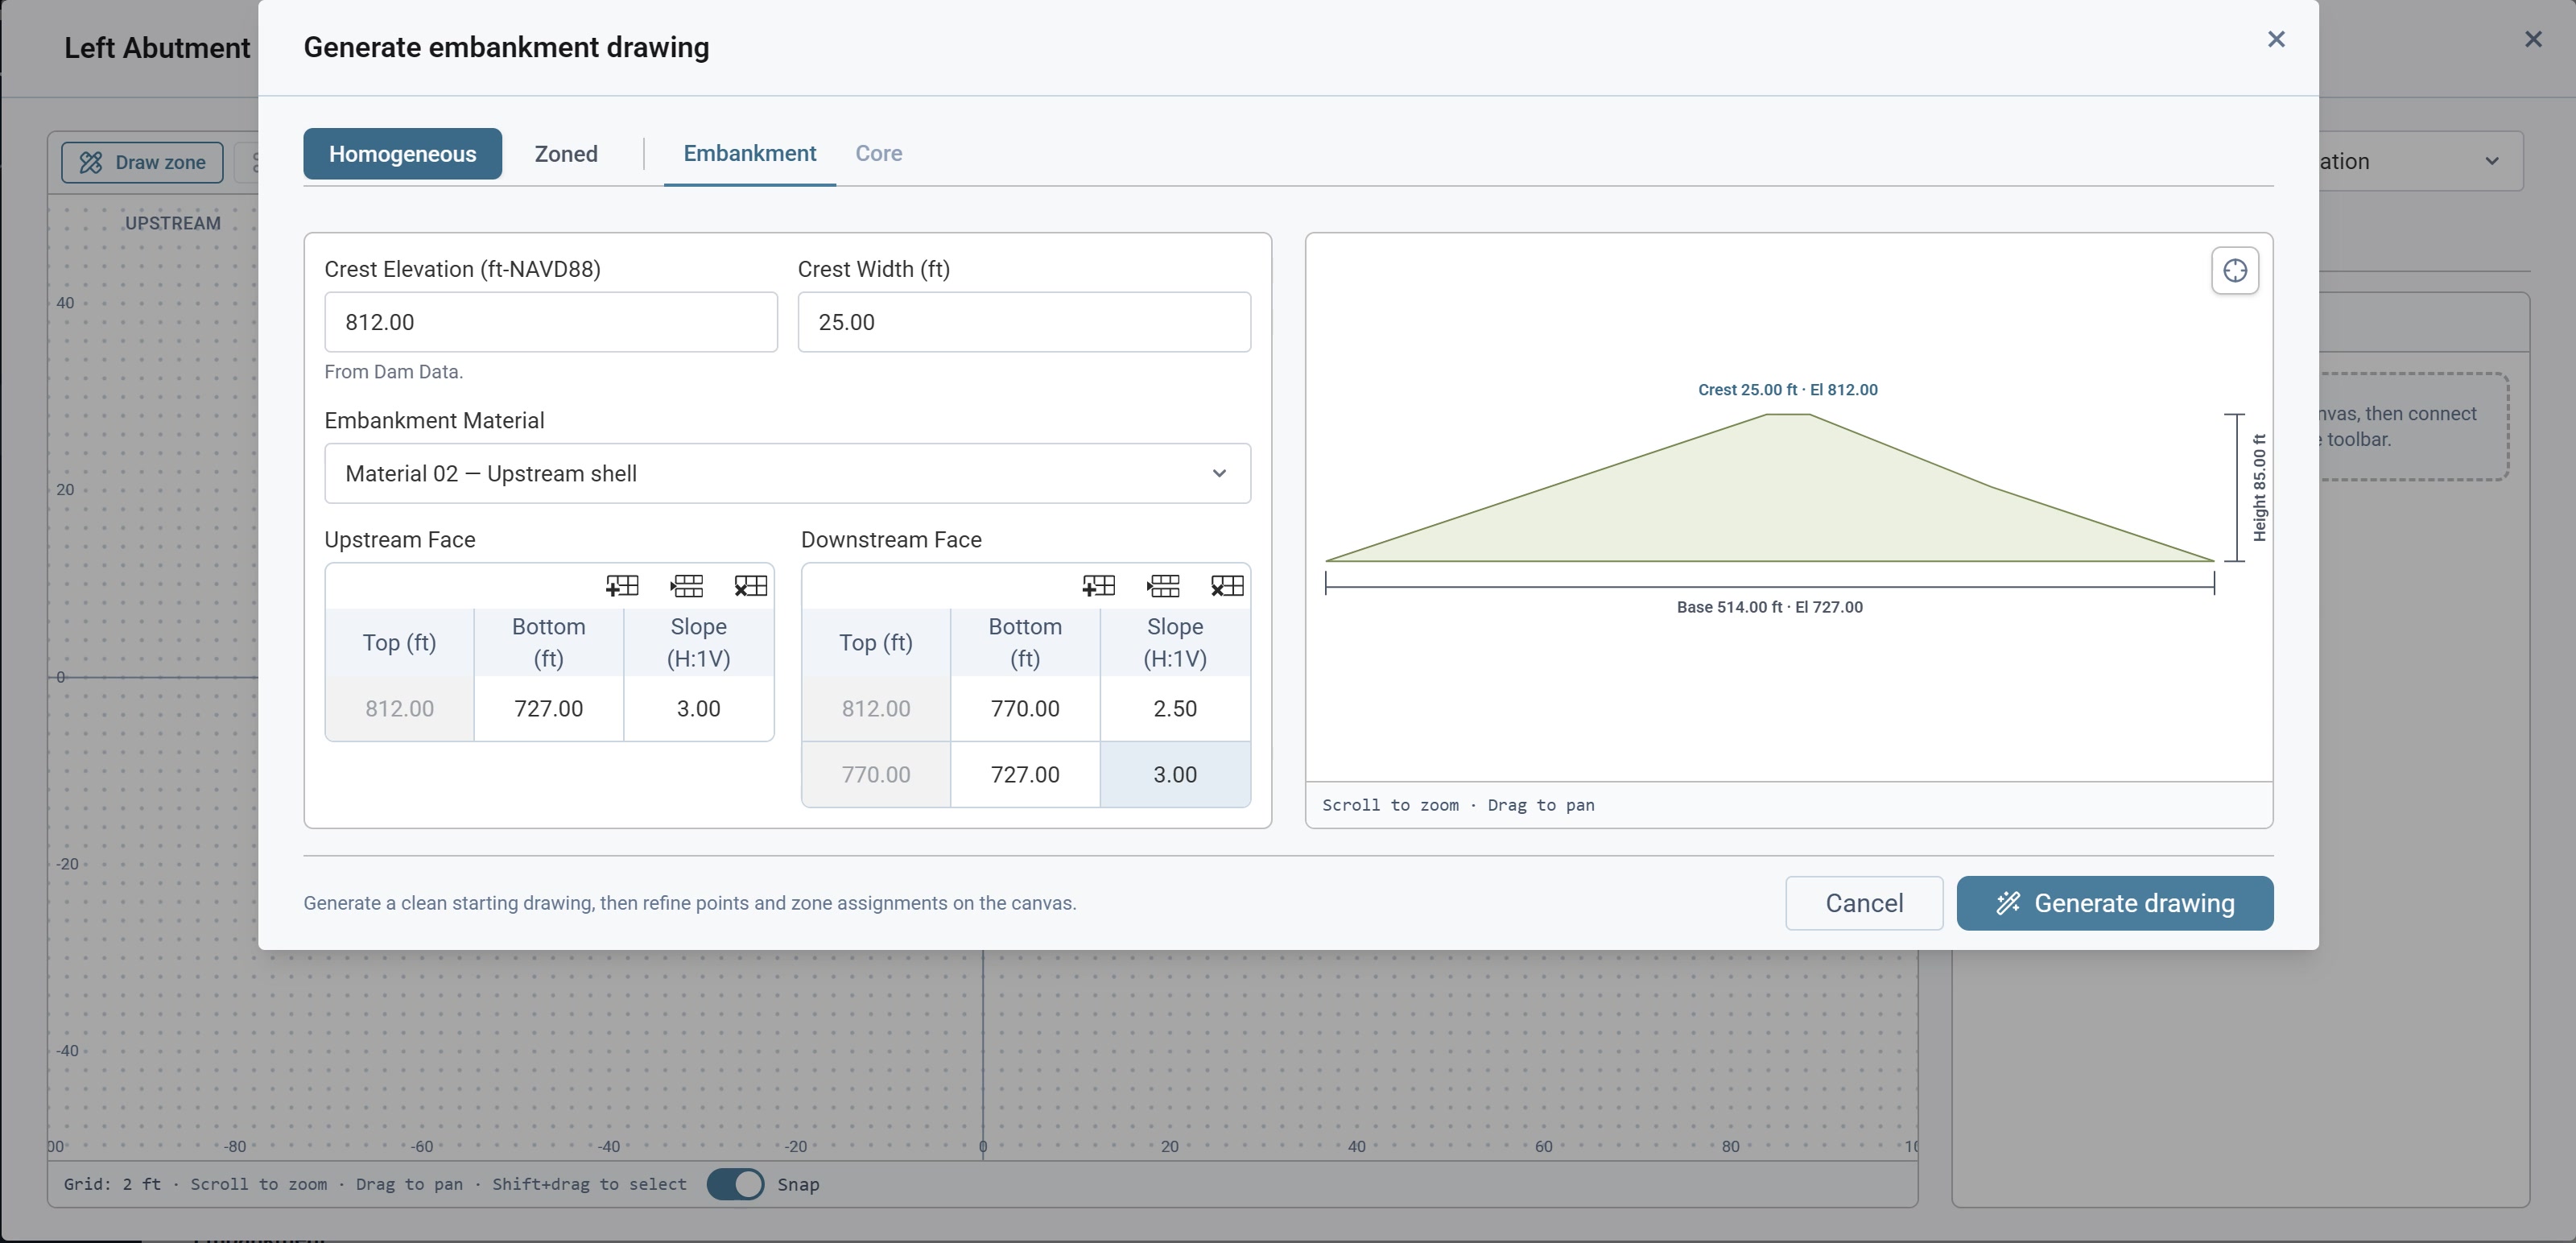 Left Abutment
Generate embankment drawing
Draw zone
Homogeneous
Zoned
Embankment
Core
ation
UPSTREAM
Crest Elevation (ft-NAVD88)
Crest Width (ft)
812.00
25.00
From Dam Data.
Embankment Material
Material 02 — Upstream shell
Upstream Face
Downstream Face
Top (ft)
Bottom
(ft)
Slope
(H:1V)
812.00
727.00
3.00
Top (ft)
Bottom
(ft)
Slope
(H:1V)
812.00
770.00
2.50
770.00
727.00
3.00
Crest 25.00 ft · El 812.00
Height 85.00 ft
Base 514.00 ft · El 727.00
Scroll to zoom · Drag to pan
nvas, then connect
e toolbar.
Generate a clean starting drawing, then refine points and zone assignments on the canvas.
Cancel
Generate drawing
40
20
0
-20
-40
00
-80
-60
-40
-20
0
20
40
60
80
10
Grid: 2 ft · Scroll to zoom · Drag to pan · Shift+drag to select
Snap